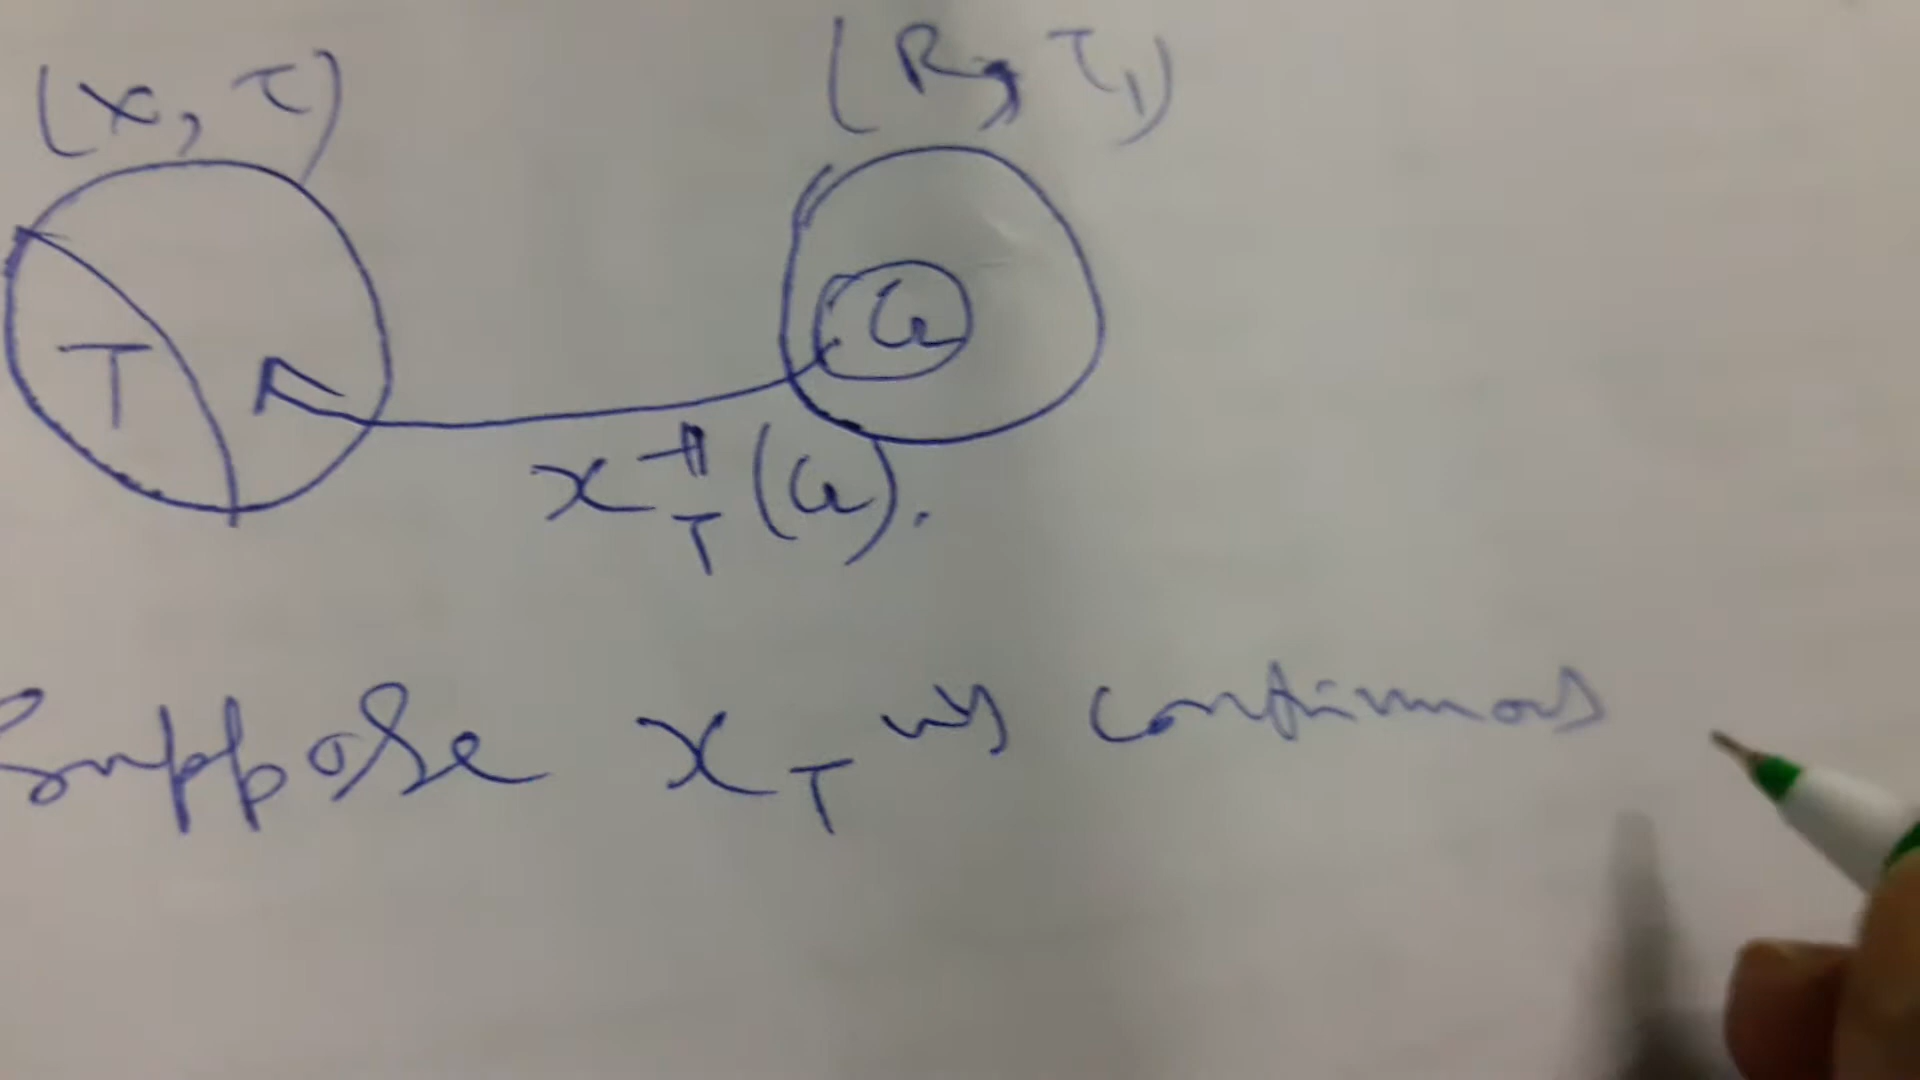 (X, τ) (R, τ₁)
T G
x_T⁻¹(G).
Suppose x_T is continuous